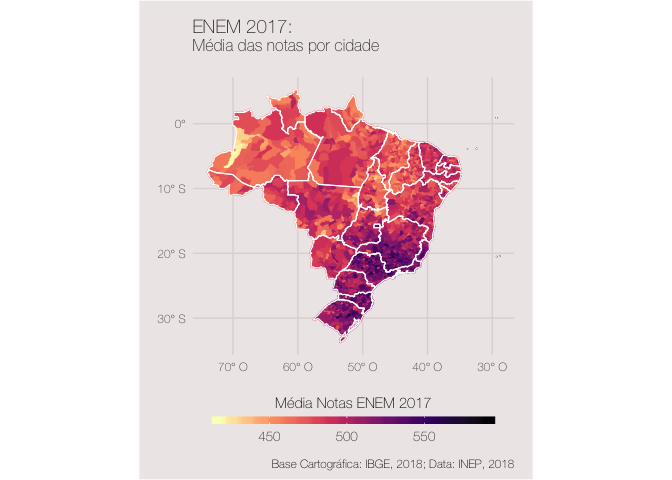 ENEM 2017:
Média das notas por cidade
0°
10° S
20° S
30° S
70° O 60° O 50° O 40° O 30° O
Média Notas ENEM 2017
450 500 550
Base Cartográfica: IBGE, 2018; Data: INEP, 2018